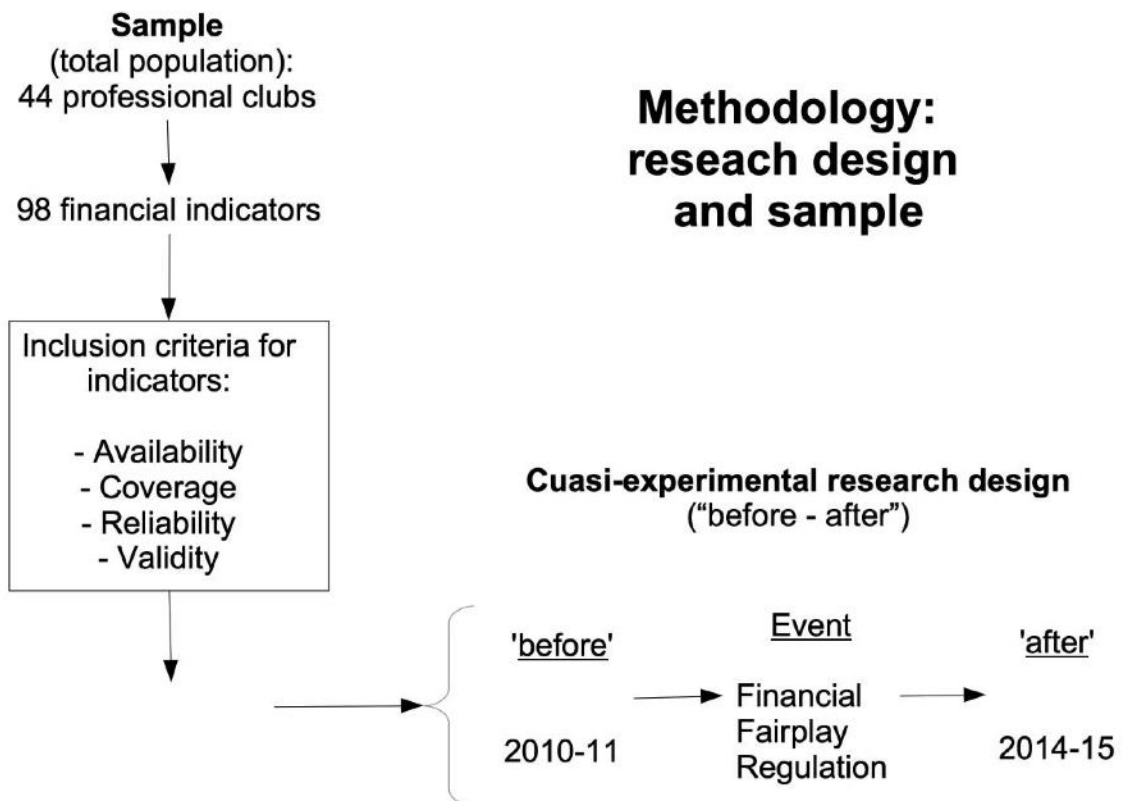 Sample
(total population):
44 professional clubs
98 financial indicators
Inclusion criteria for
indicators:
- Availability
- Coverage
- Reliability
- Validity
Methodology:
reseach design
and sample
Cuasi-experimental research design
(“before - after”)
'before'
2010-11
Event
Financial
Fairplay
Regulation
'after'
2014-15